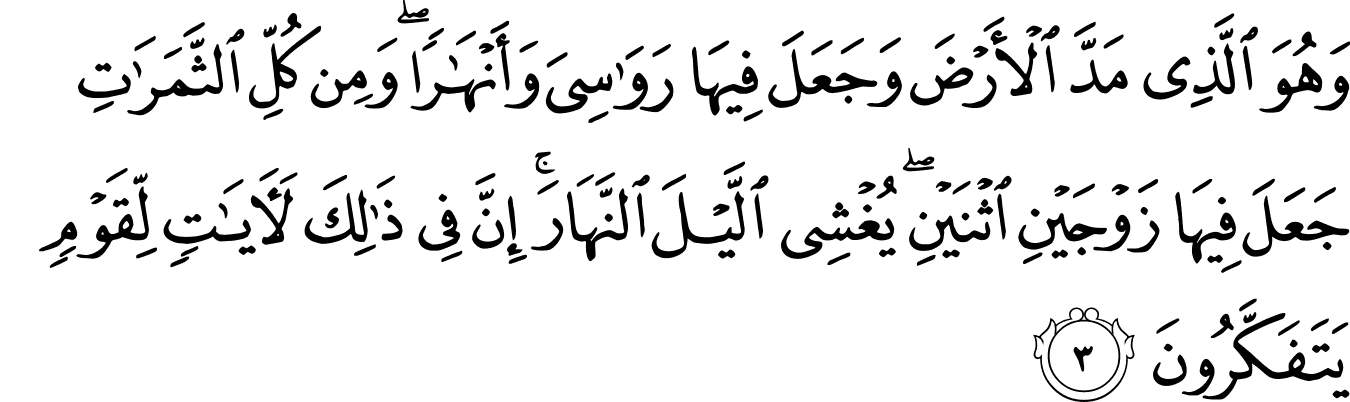 وَهُوَ ٱلَّذِى مَدَّ ٱلْأَرْضَ وَجَعَلَ فِيهَا رَوَٰسِىَ وَأَنْهَـٰرًا ۖ وَمِن كُلِّ ٱلثَّمَرَٰتِ
جَعَلَ فِيهَا زَوْجَيْنِ ٱثْنَيْنِ ۖ يُغْشِى ٱلَّيْلَ ٱلنَّهَارَ ۚ إِنَّ فِى ذَٰلِكَ لَـَٔايَـٰتٍ لِّقَوْمٍ
يَتَفَكَّرُونَ ٣